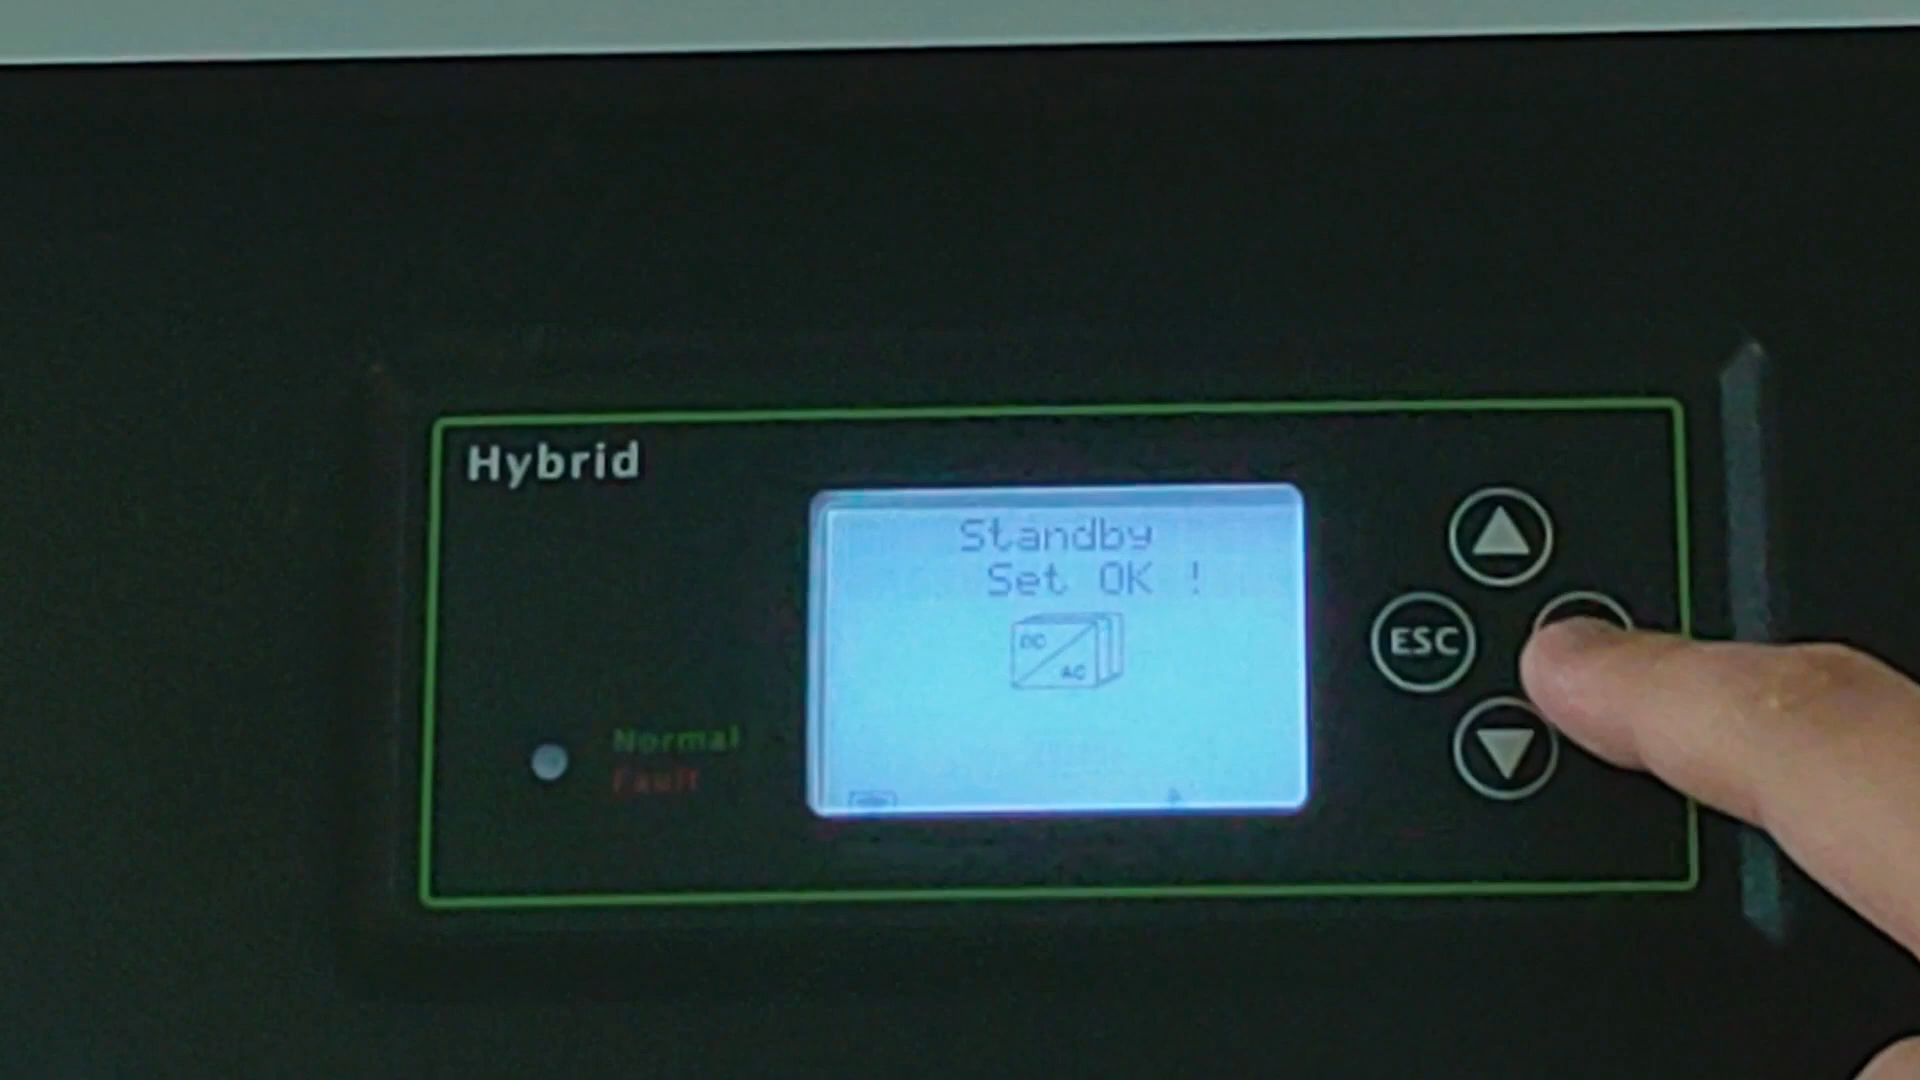 Hybrid
Standby
Set OK !
DC
AC
Normal
Fault
ESC